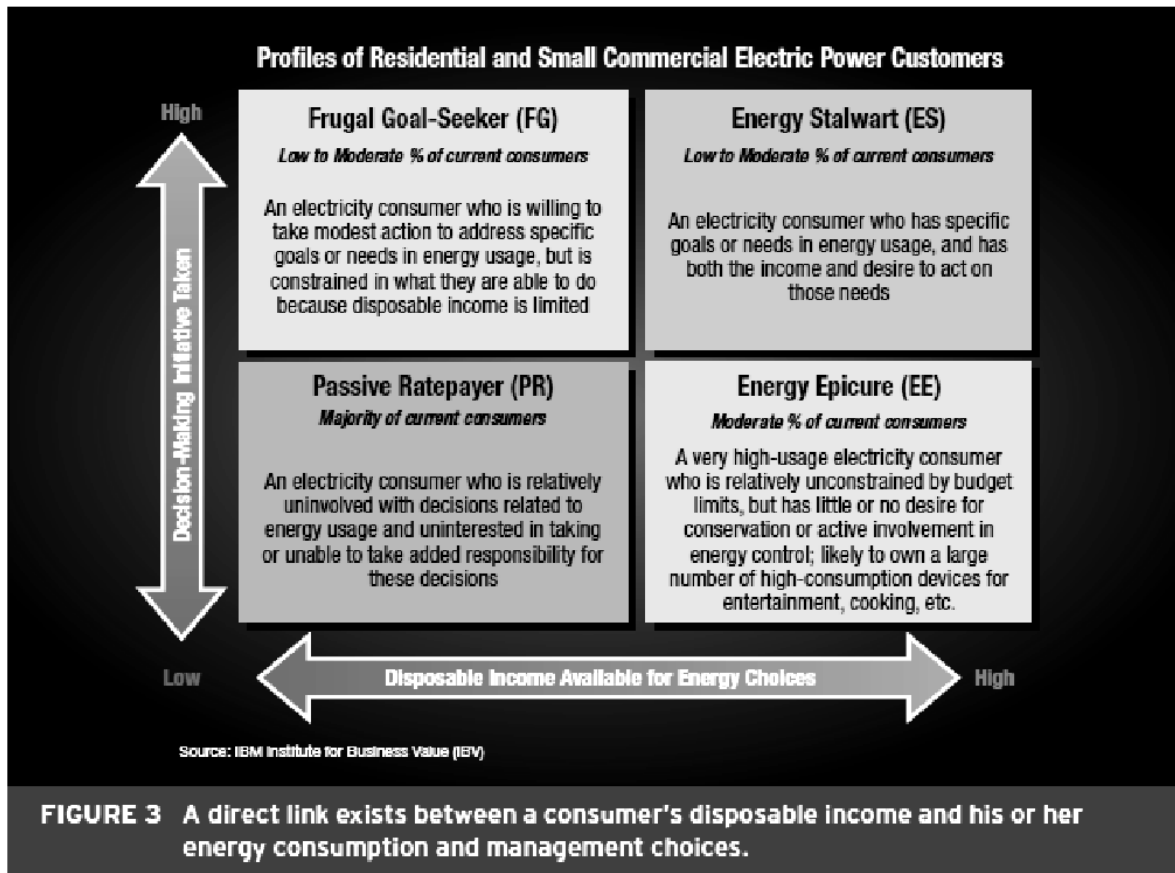 Profiles of Residential and Small Commercial Electric Power Customers
High
Decision-Making Initiative Taken
Low
Frugal Goal-Seeker (FG)
Low to Moderate % of current consumers
An electricity consumer who is willing to
take modest action to address specific
goals or needs in energy usage, but is
constrained in what they are able to do
because disposable income is limited
Energy Stalwart (ES)
Low to Moderate % of current consumers
An electricity consumer who has specific
goals or needs in energy usage, and has
both the income and desire to act on
those needs
Passive Ratepayer (PR)
Majority of current consumers
An electricity consumer who is relatively
uninvolved with decisions related to
energy usage and uninterested in taking
or unable to take added responsibility for
these decisions
Energy Epicure (EE)
Moderate % of current consumers
A very high-usage electricity consumer
who is relatively unconstrained by budget
limits, but has little or no desire for
conservation or active involvement in
energy control; likely to own a large
number of high-consumption devices for
entertainment, cooking, etc.
Disposable Income Available for Energy Choices
High
Source: IBM Institute for Business Value (IBV)
FIGURE 3 A direct link exists between a consumer's disposable income and his or her
energy consumption and management choices.